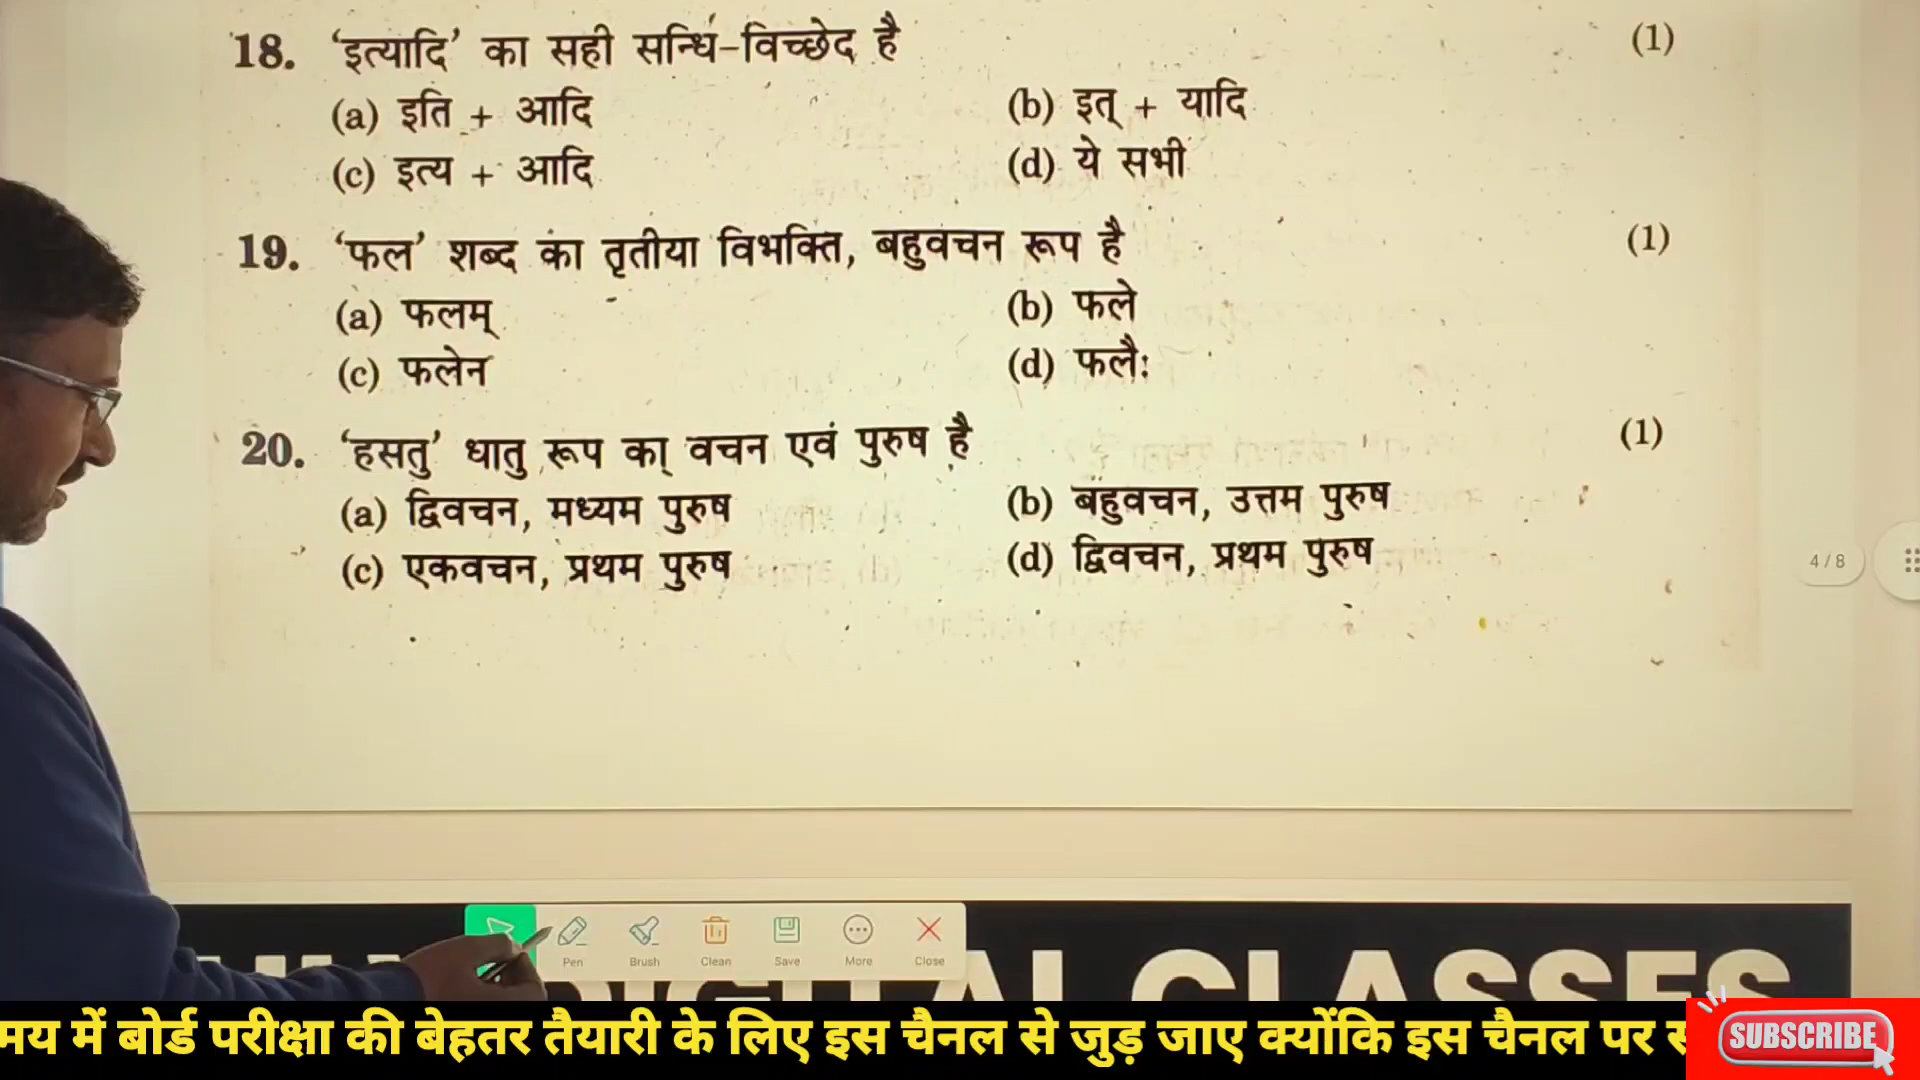 18. ‘इत्यादि’ का सही सन्धि-विच्छेद है (1)
(a) इति + आदि (b) इत् + यादि
(c) इत्य + आदि (d) ये सभी
19. ‘फल’ शब्द का तृतीया विभक्ति, बहुवचन रूप है (1)
(a) फलम् (b) फले
(c) फलेन (d) फलैः
20. ‘हसतु’ धातु रूप का वचन एवं पुरुष है (1)
(a) द्विवचन, मध्यम पुरुष (b) बहुवचन, उत्तम पुरुष
(c) एकवचन, प्रथम पुरुष (d) द्विवचन, प्रथम पुरुष
4 / 8
Pen Brush Clean Save More Close
CLASSES
में बोर्ड परीक्षा की बेहतर तैयारी के लिए इस चैनल से जुड़ जाए क्योंकि इस चैनल पर
SUBSCRIBE